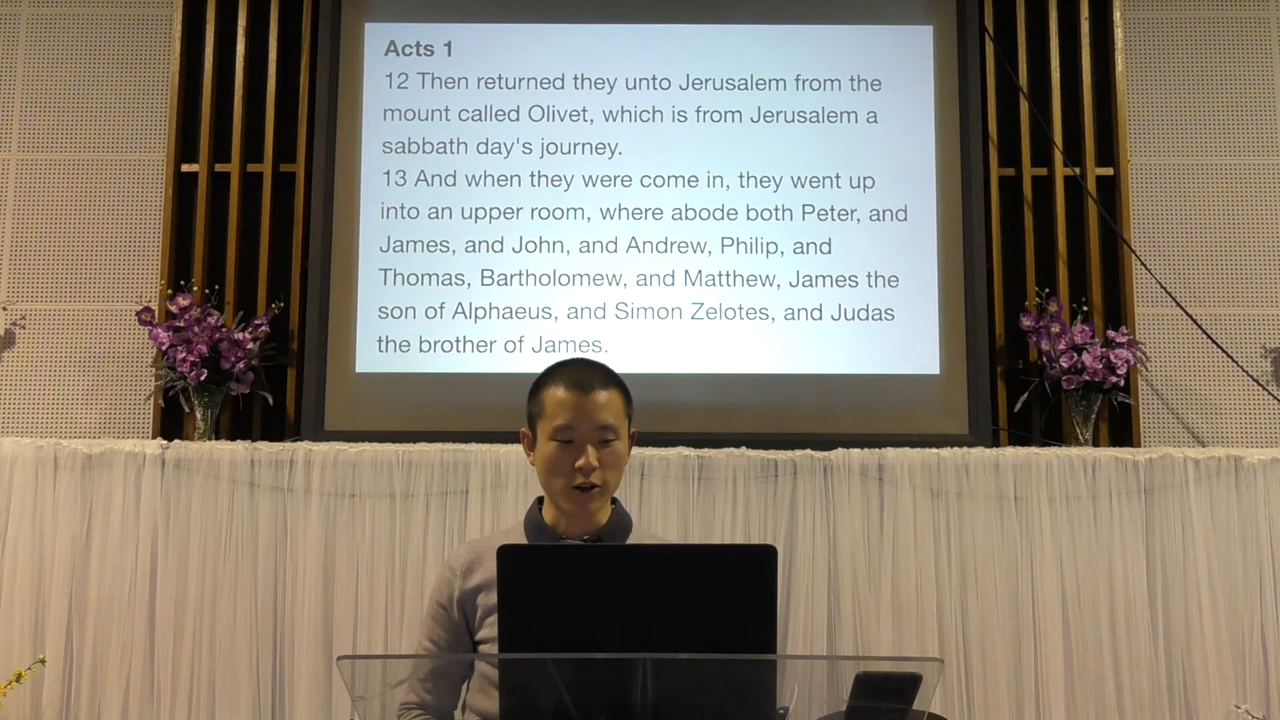 Acts 1
12 Then returned they unto Jerusalem from the
mount called Olivet, which is from Jerusalem a
sabbath day's journey.
13 And when they were come in, they went up
into an upper room, where abode both Peter, and
James, and John, and Andrew, Philip, and
Thomas, Bartholomew, and Matthew, James the
son of Alphaeus, and Simon Zelotes, and Judas
the brother of James.